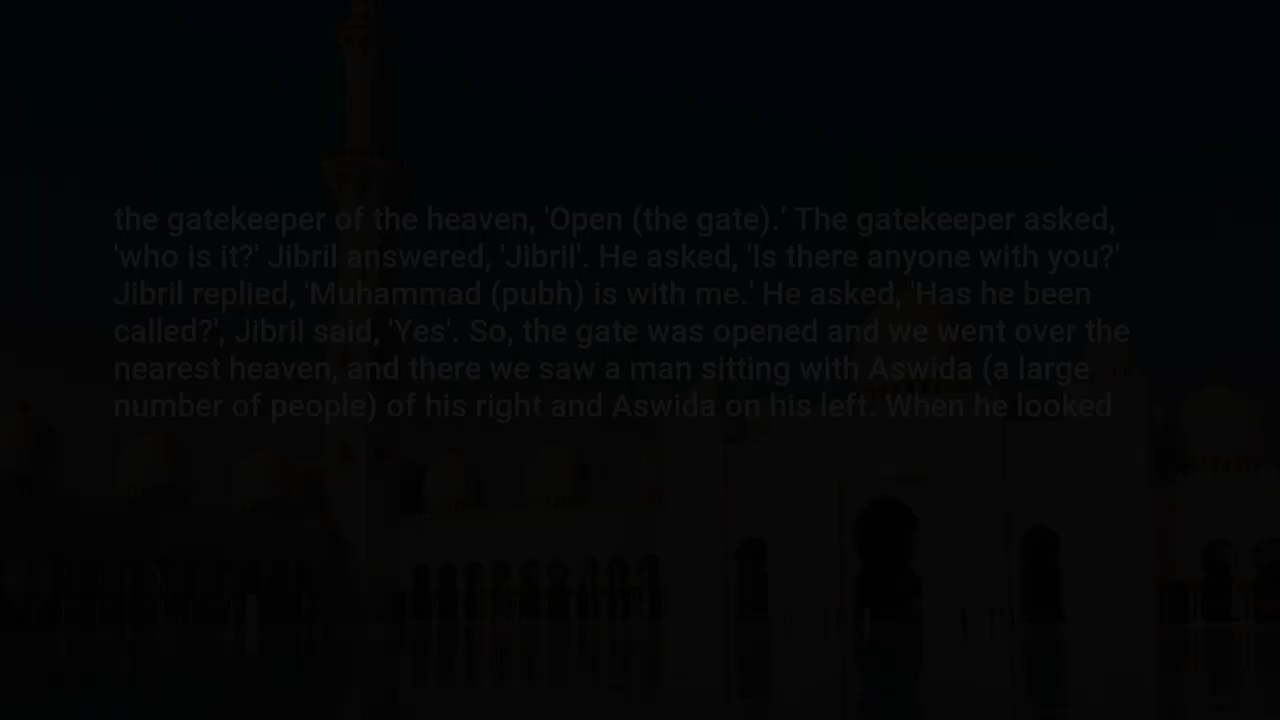 the gatekeeper of the heaven, 'Open (the gate).' The gatekeeper asked,
'who is it?' Jibril answered, 'Jibril'. He asked, 'Is there anyone with you?'
Jibril replied, 'Muhammad (pubh) is with me.' He asked, 'Has he been
called?', Jibril said, 'Yes'. So, the gate was opened and we went over the
nearest heaven, and there we saw a man sitting with Aswida (a large
number of people) of his right and Aswida on his left. When he looked